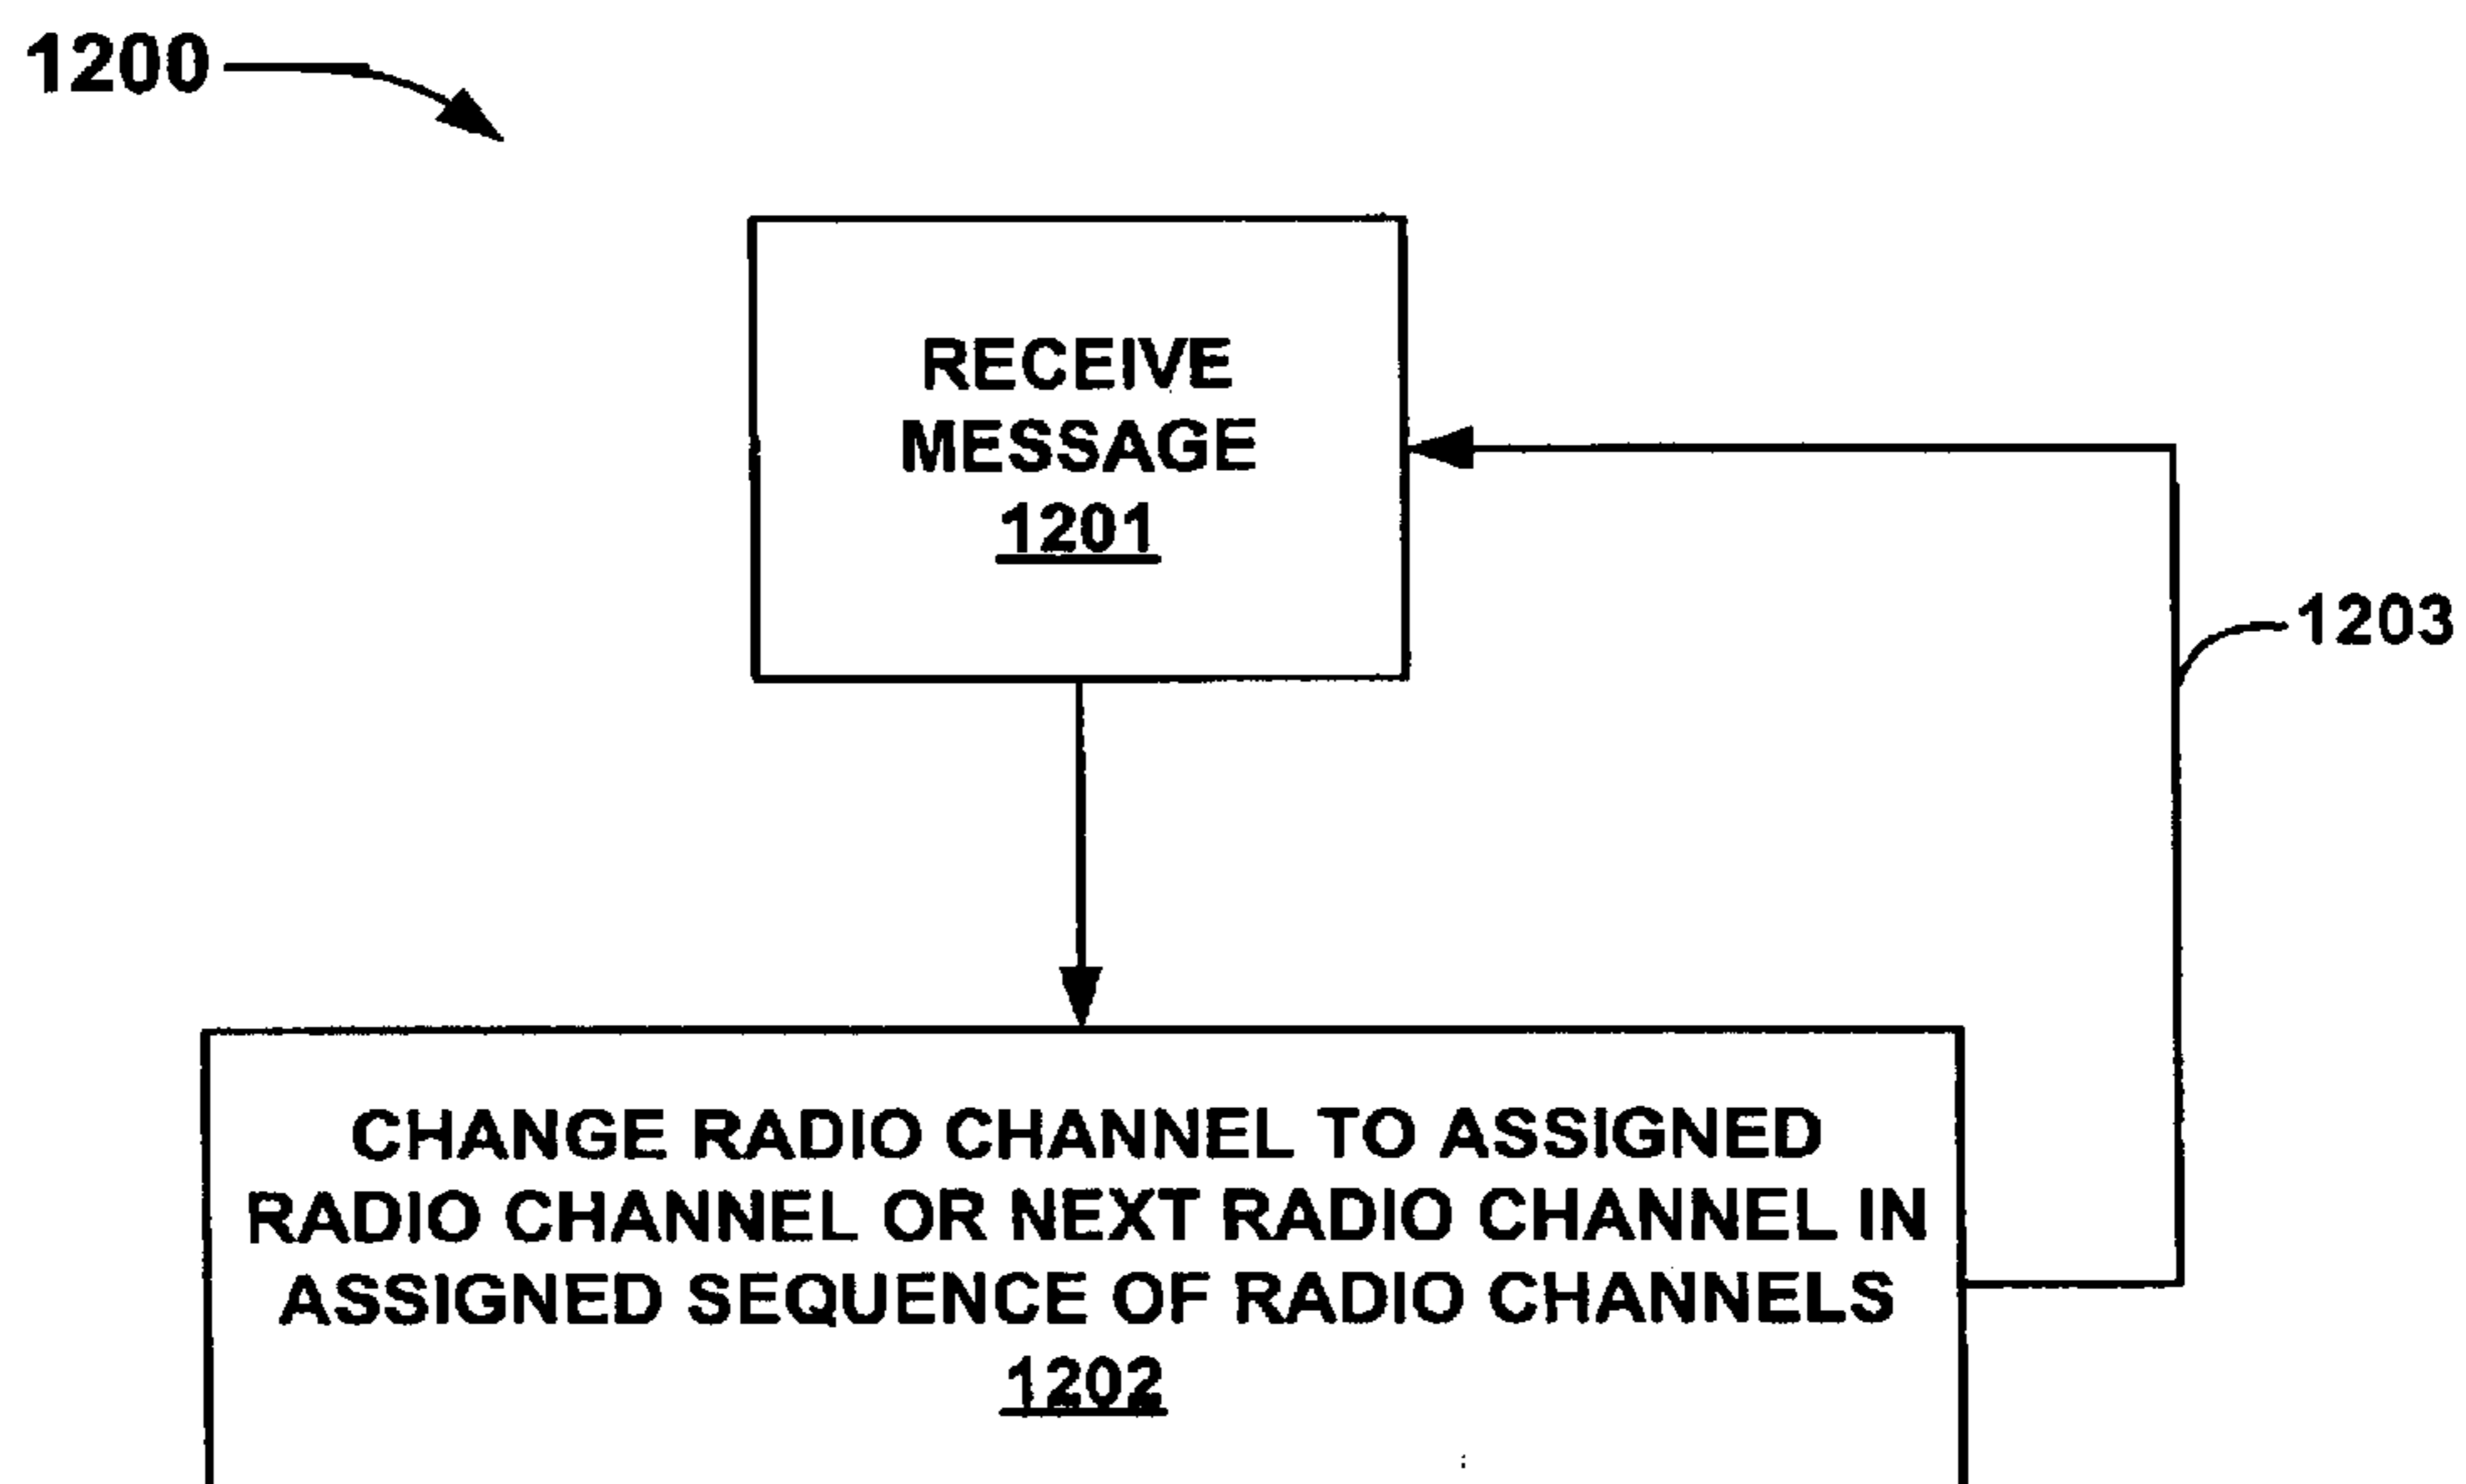 1200
RECEIVE
MESSAGE
1201
1203
CHANGE RADIO CHANNEL TO ASSIGNED
RADIO CHANNEL OR NEXT RADIO CHANNEL IN
ASSIGNED SEQUENCE OF RADIO CHANNELS
1202